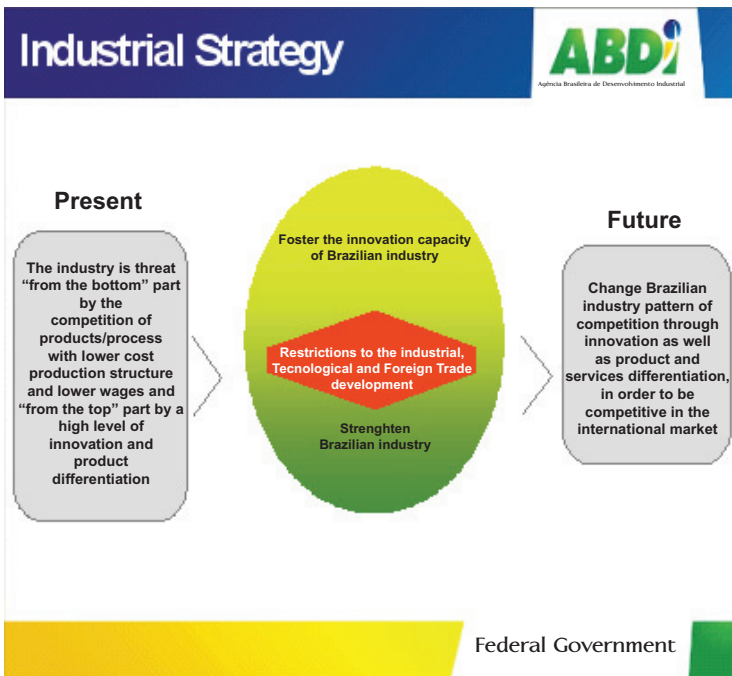 Industrial Strategy
ABDi
Agência Brasileira de Desenvolvimento Industrial
Present
The industry is threat
“from the bottom” part
by the
competition of
products/process
with lower cost
production structure
and lower wages and
“from the top” part by a
high level of
innovation and
product
differentiation
Foster the innovation capacity
of Brazilian industry
Restrictions to the industrial,
Tecnological and Foreign Trade
development
Strenghten
Brazilian industry
Future
Change Brazilian
industry pattern of
competition through
innovation as well
as product and
services differentiation,
in order to be
competitive in the
international market
Federal Government